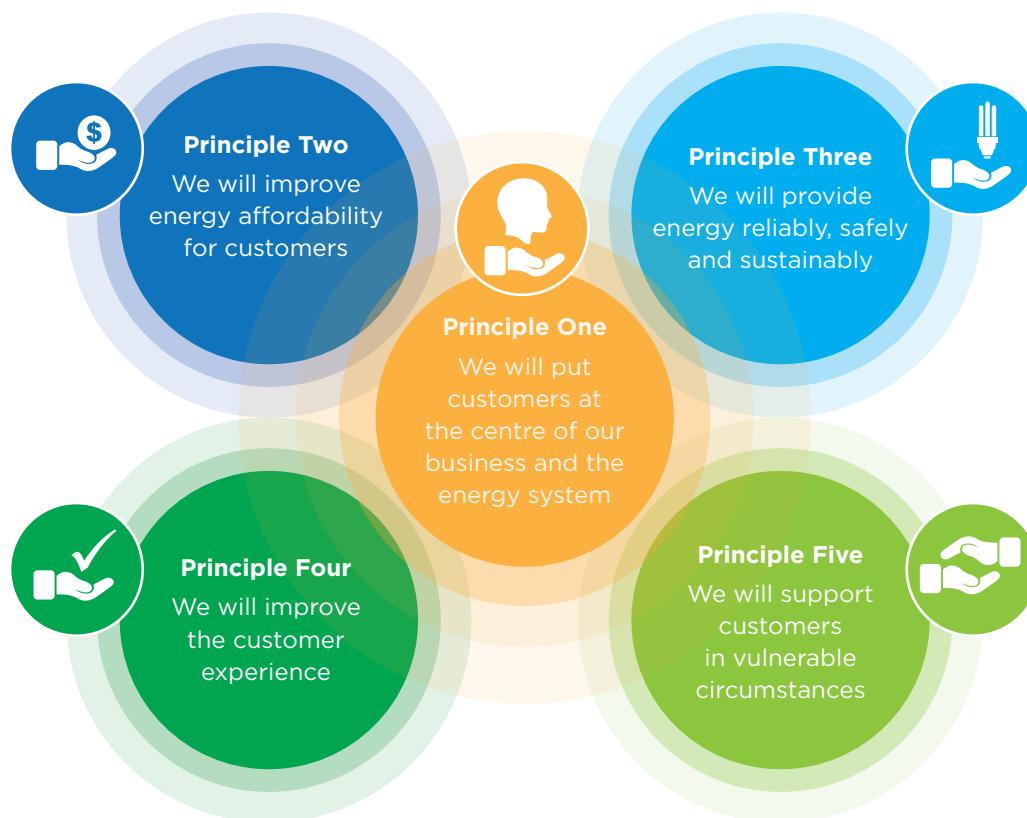 Principle Two
We will improve
energy affordability
for customers
$
Principle Three
We will provide
energy reliably, safely
and sustainably
Principle One
We will put
customers at
the centre of our
business and the
energy system
Principle Four
We will improve
the customer
experience
Principle Five
We will support
customers
in vulnerable
circumstances